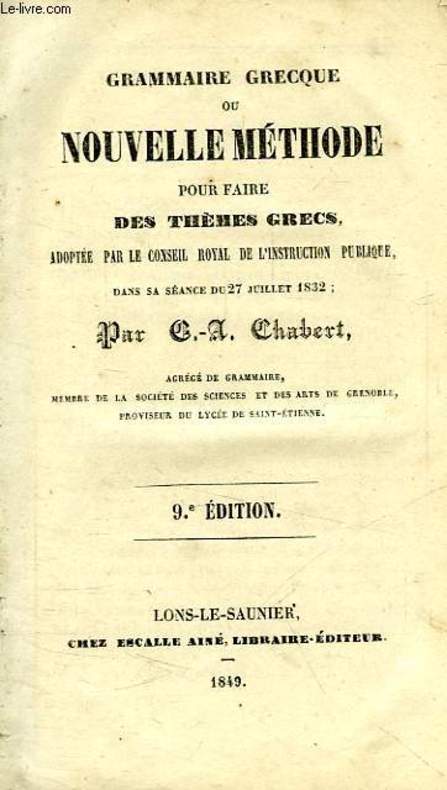 Le-livre.com
GRAMMAIRE GRECQUE
OU
NOUVELLE MÉTHODE
POUR FAIRE
DES THÈMES GRECS,
ADOPTÉE PAR LE CONSEIL ROYAL DE L'INSTRUCTION PUBLIQUE,
DANS SA SÉANCE DU 27 JUILLET 1832 ;
Par G.-A. Chabert,
AGRÉGÉ DE GRAMMAIRE,
MEMBRE DE LA SOCIÉTÉ DES SCIENCES ET DES ARTS DE GRENOBLE,
PROVISEUR DU LYCÉE DE SAINT-ÉTIENNE.
9.e ÉDITION.
LONS-LE-SAUNIER,
CHEZ ESCALLE AINÉ, LIBRAIRE-ÉDITEUR.
1849.